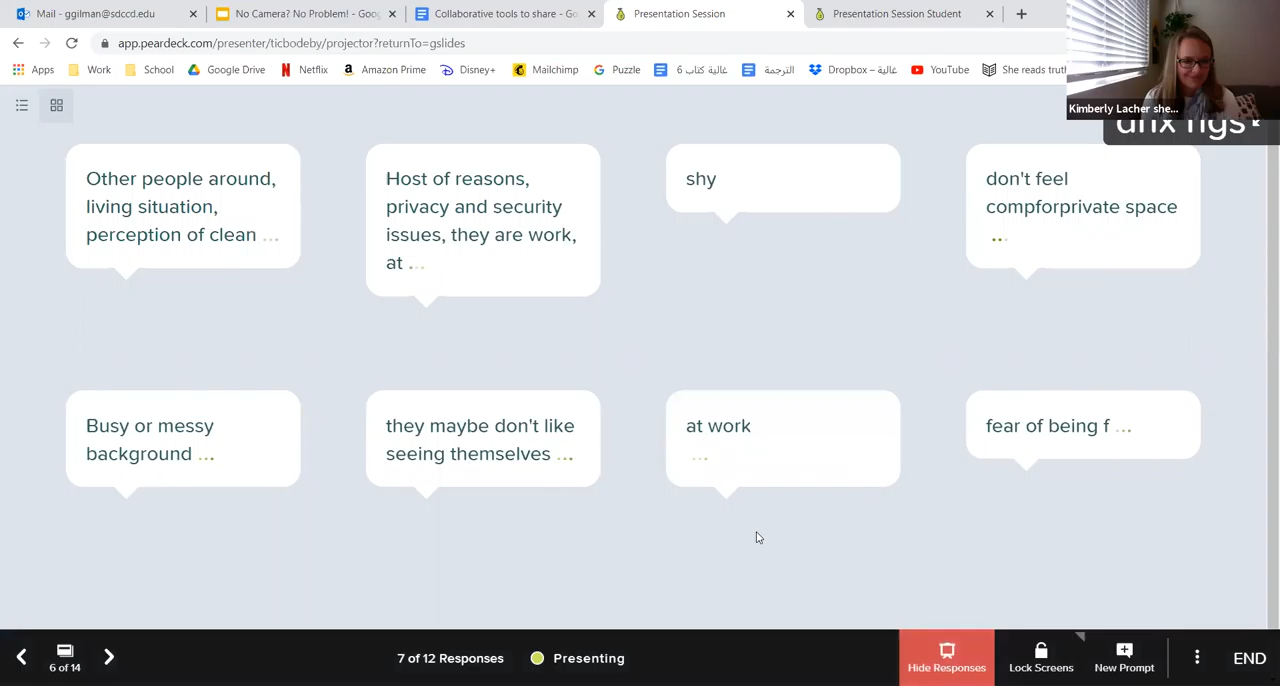 Mail - ggilman@sdccd.edu
No Camera? No Problem! - Goog
Collaborative tools to share - Go
Presentation Session
Presentation Session Student
app.peardeck.com/presenter/ticbodeby/projector?returnTo=gslides
Apps
Work
School
Google Drive
Netflix
Amazon Prime
Disney+
Mailchimp
Puzzle
غالية كتاب 6
الترجمة
Dropbox – غالية
YouTube
She reads truth
Kimberly Lacher she...
Other people around,
living situation,
perception of clean ...
Host of reasons,
privacy and security
issues, they are work,
at ...
shy
don't feel
compforprivate space
...
Busy or messy
background ...
they maybe don't like
seeing themselves ...
at work
...
fear of being f ...
6 of 14
7 of 12 Responses
Presenting
Hide Responses
Lock Screens
New Prompt
END